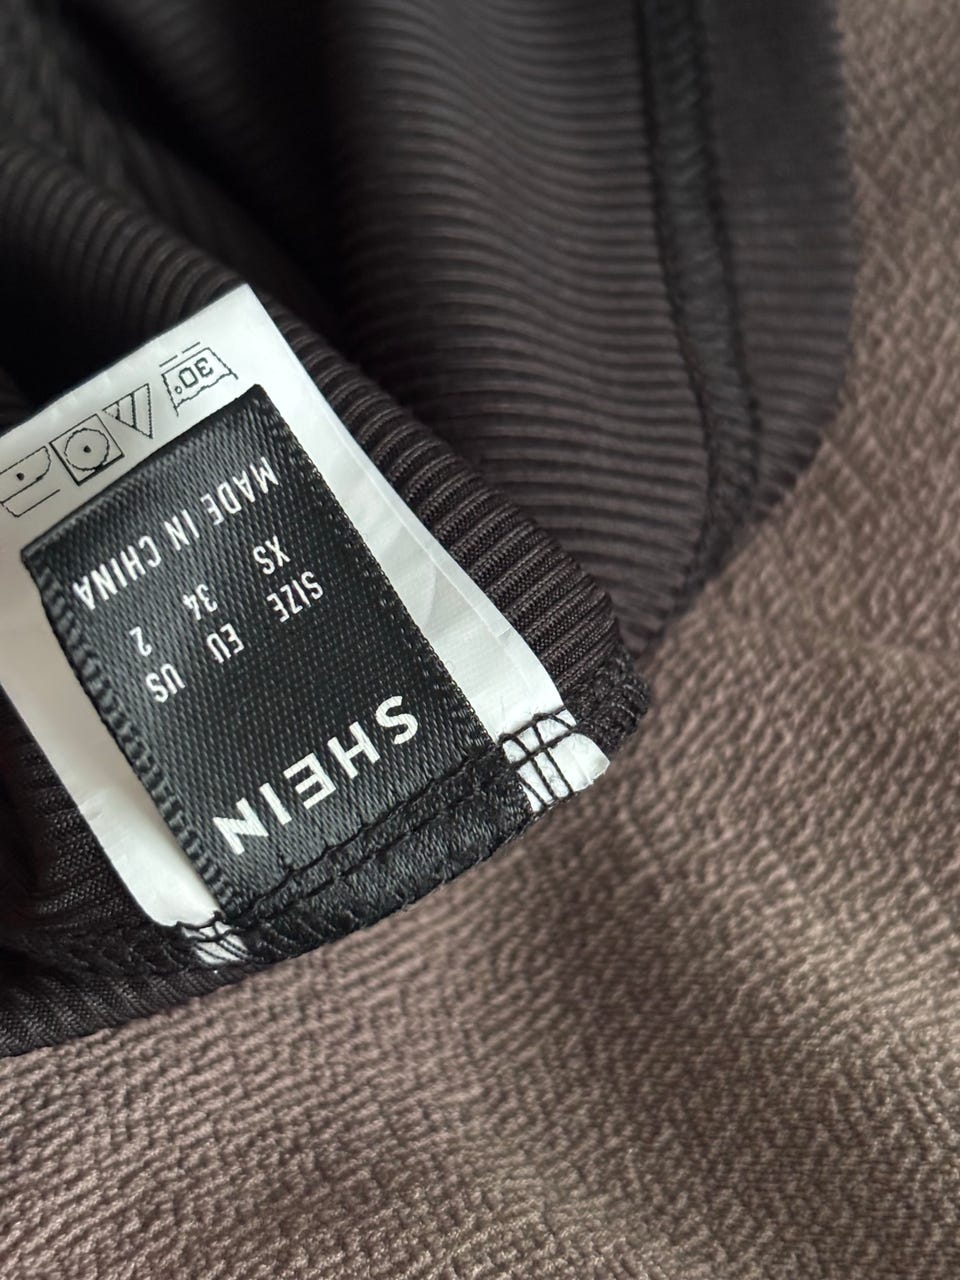 SHEIN
SIZE EU US
XS 34 2
MADE IN CHINA
30°